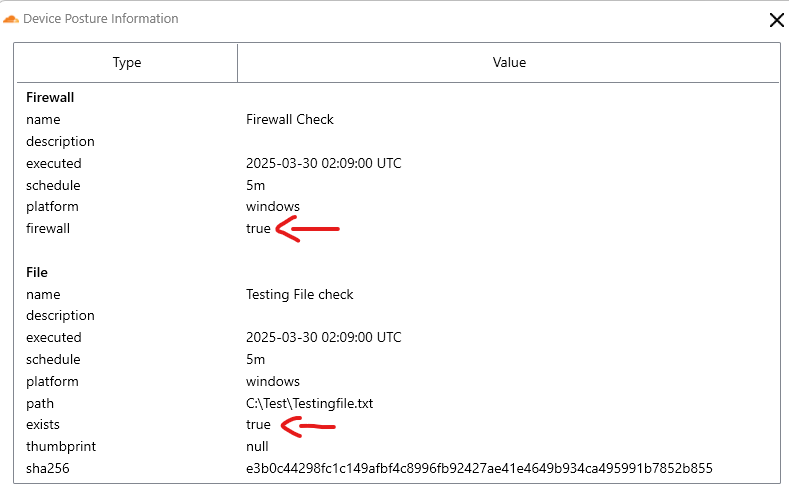 Device Posture Information
Type Value
Firewall
name Firewall Check
description
executed 2025-03-30 02:09:00 UTC
schedule 5m
platform windows
firewall true
File
name Testing File check
description
executed 2025-03-30 02:09:00 UTC
schedule 5m
platform windows
path C:\Test\Testingfile.txt
exists true
thumbprint null
sha256 e3b0c44298fc1c149afbf4c8996fb92427ae41e4649b934ca495991b7852b855